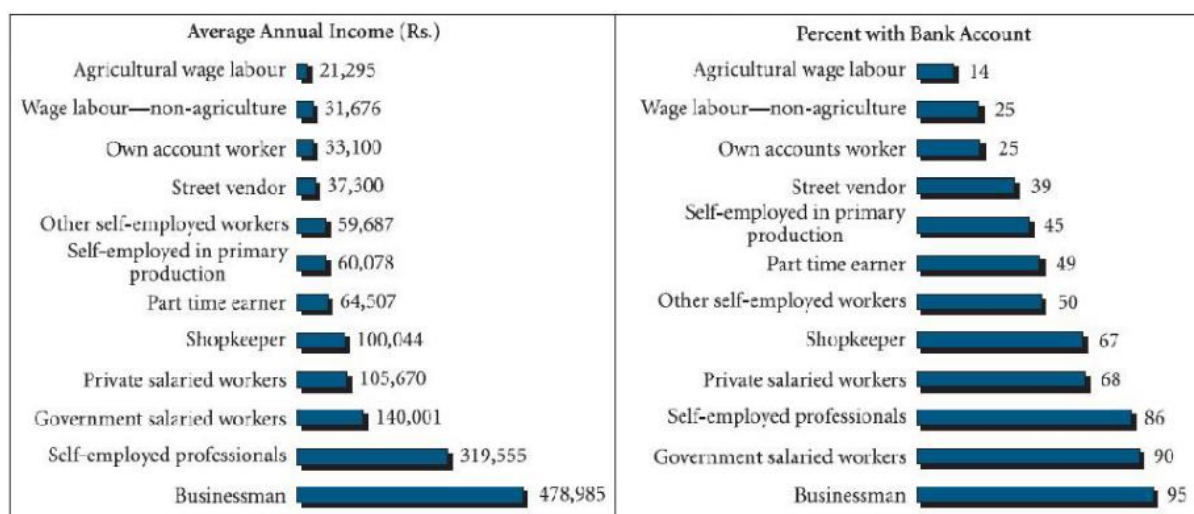 Average Annual Income (Rs.)
Agricultural wage labour 21,295
Wage labour—non-agriculture 31,676
Own account worker 33,100
Street vendor 37,300
Other self-employed workers 59,687
Self-employed in primary
production 60,078
Part time earner 64,507
Shopkeeper 100,044
Private salaried workers 105,670
Government salaried workers 140,001
Self-employed professionals 319,555
Businessman 478,985
Percent with Bank Account
Agricultural wage labour 14
Wage labour—non-agriculture 25
Own accounts worker 25
Street vendor 39
Self-employed in primary
production 45
Part time earner 49
Other self-employed workers 50
Shopkeeper 67
Private salaried workers 68
Self-employed professionals 86
Government salaried workers 90
Businessman 95